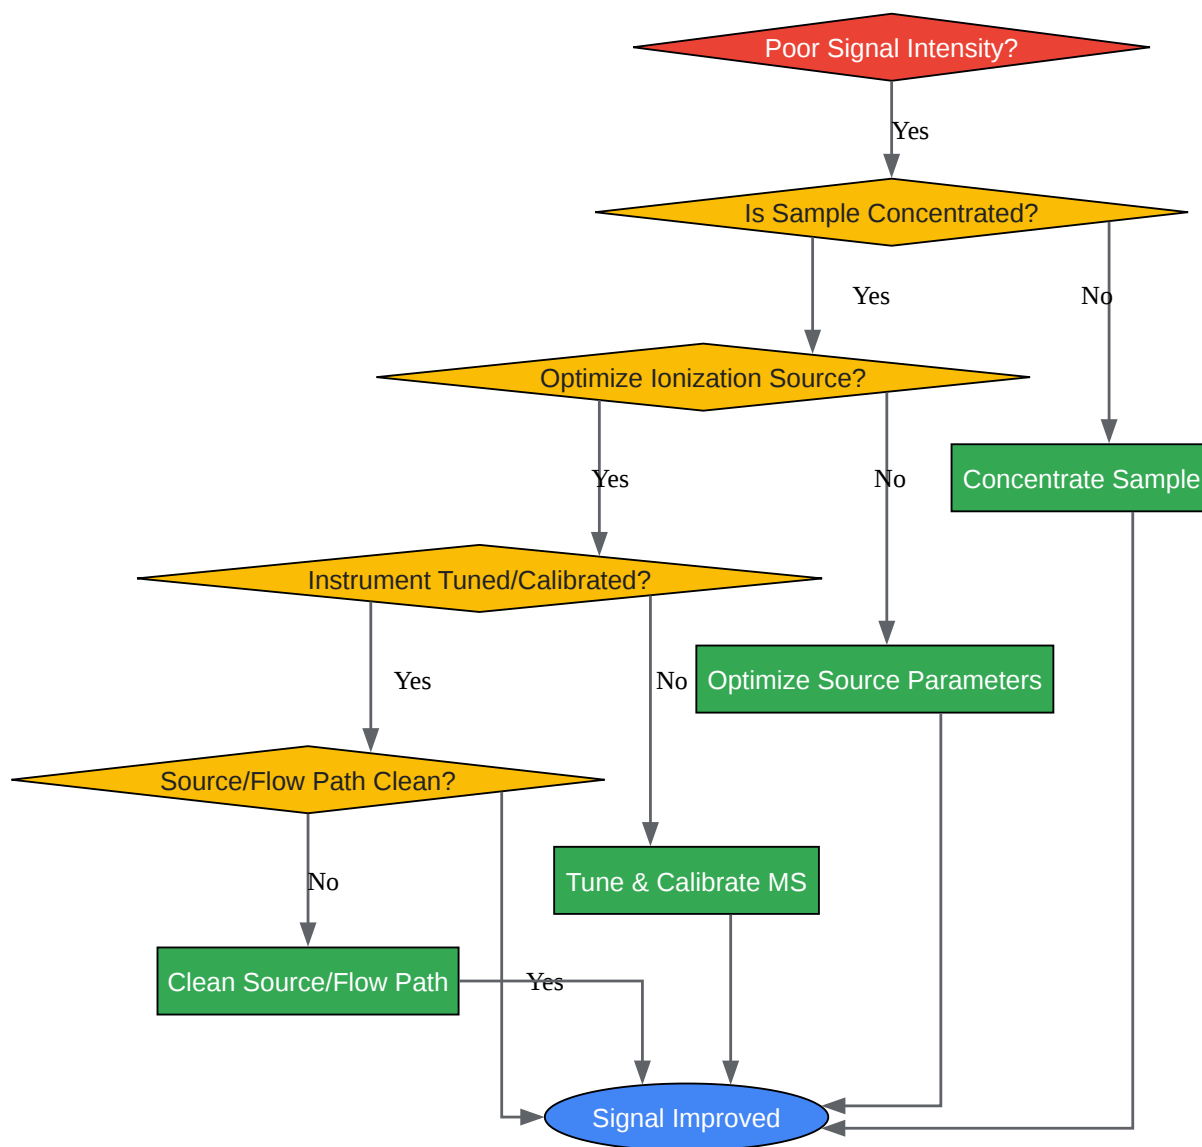 Poor Signal Intensity?
Yes
Is Sample Concentrated?
Yes
No
Optimize Ionization Source?
Yes
No
Concentrate Sample
Instrument Tuned/Calibrated?
Yes
No
Optimize Source Parameters
Source/Flow Path Clean?
No
Tune & Calibrate MS
Clean Source/Flow Path
Yes
Signal Improved